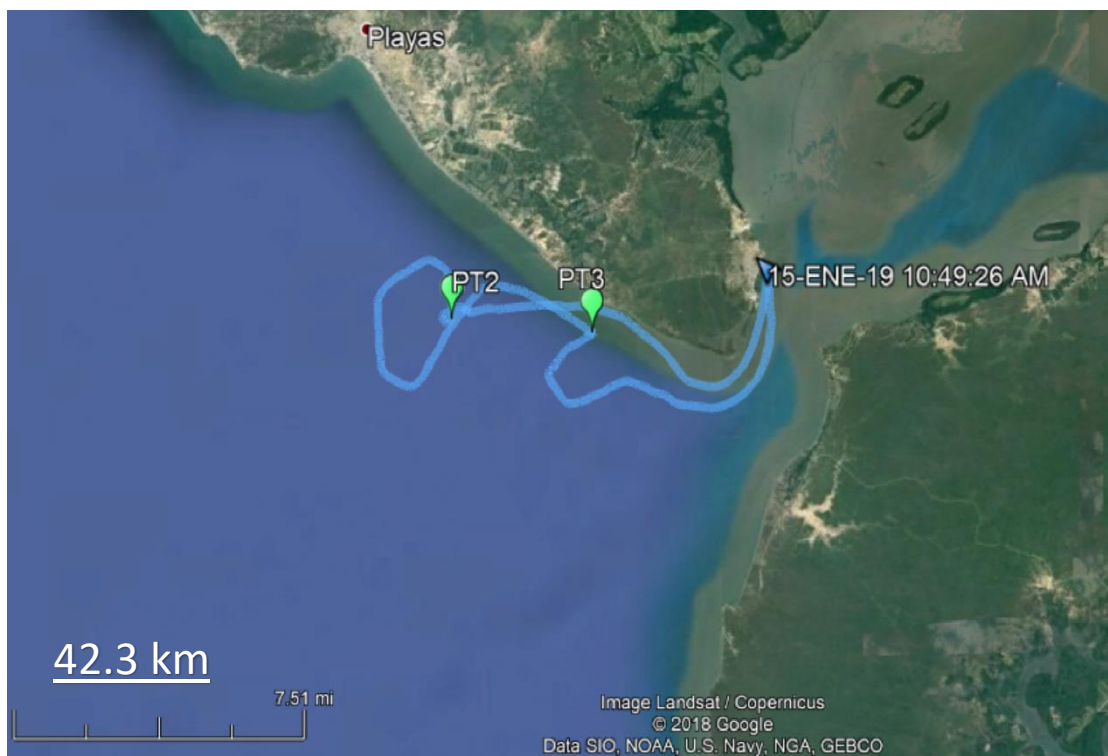 Playas
PT2
PT3
15-ENE-19 10:49:26 AM
42.3 km
7.51 mi
Image Landsat / Copernicus
© 2018 Google
Data SIO, NOAA, U.S. Navy, NGA, GEBCO